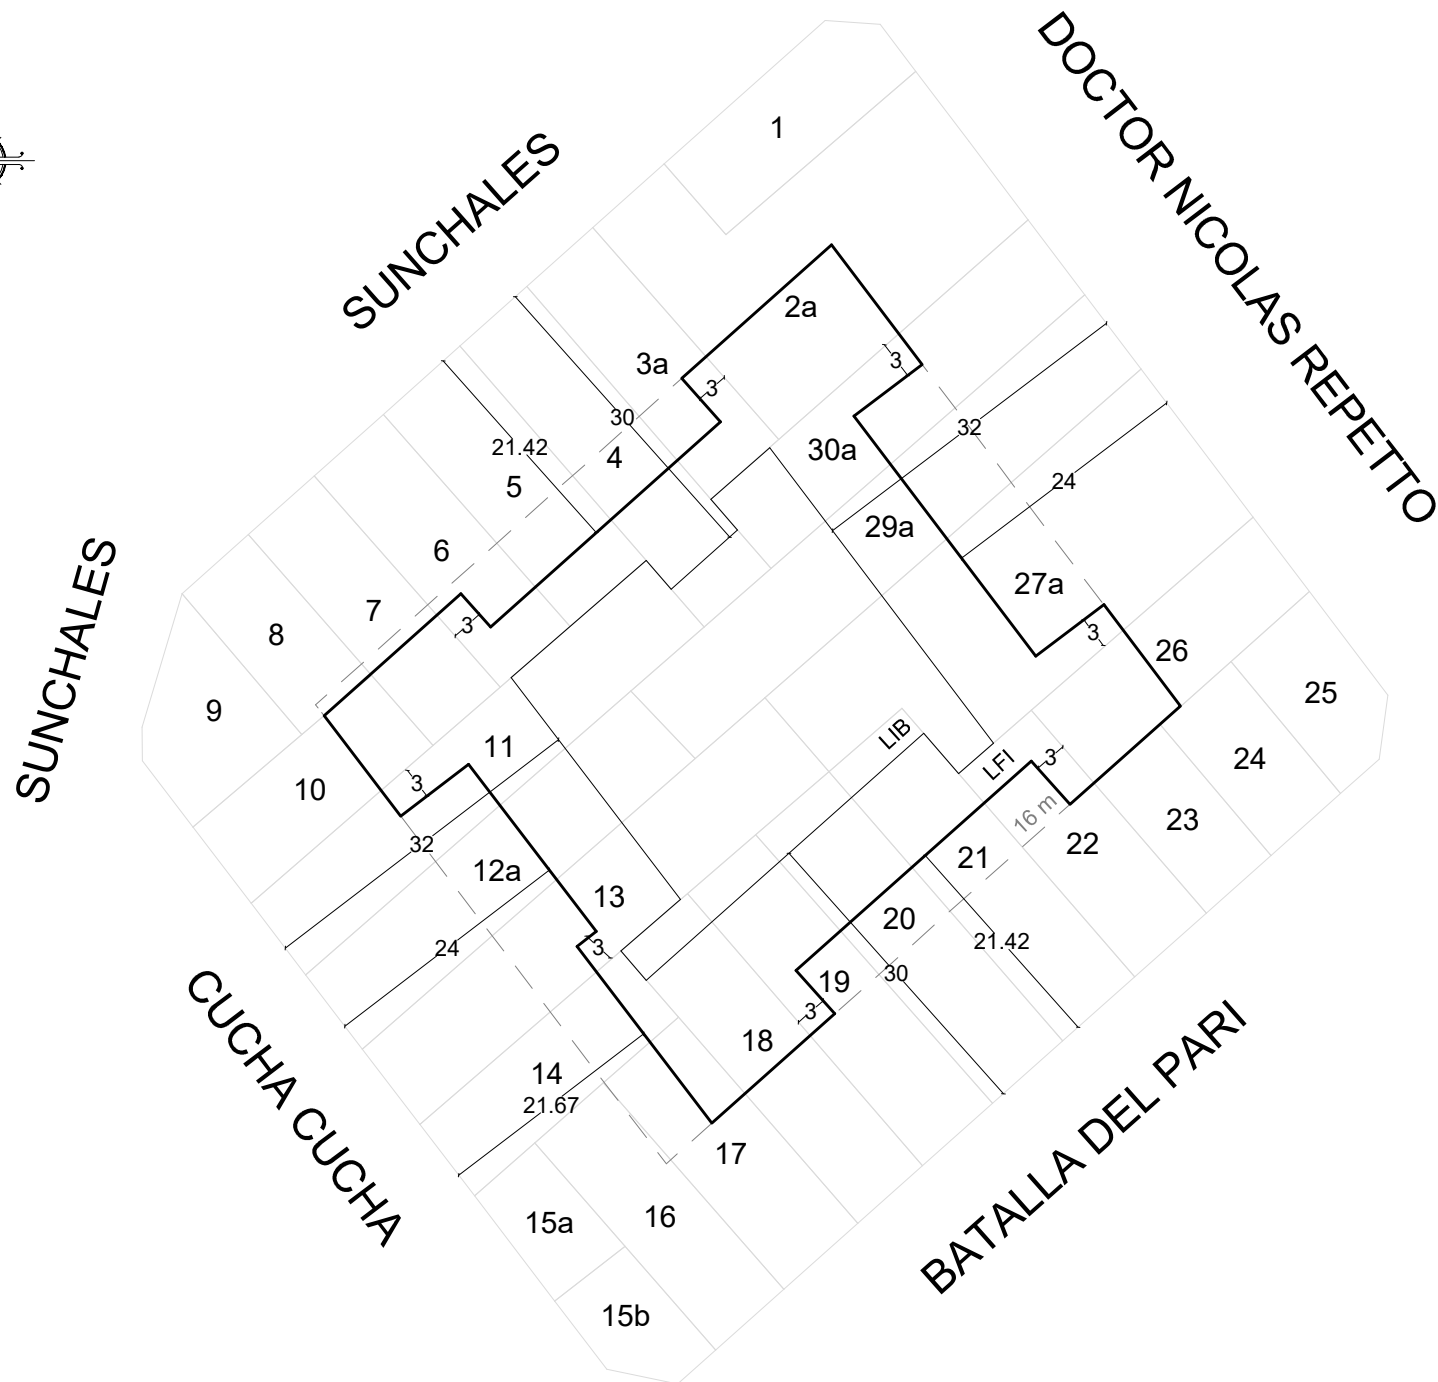 DOCTOR NICOLAS REPETTO
1
SUNCHALES
2a
3a
3
3
30
32
21.42
4
30a
5
24
29a
6
27a
7
3
3
8
26
SUNCHALES
9
25
11
LIB
LFI
3
24
10
3
16 m
23
32
22
12a
21
13
20
24
3
21.42
30
19
3
18
CUCHA CUCHA
14
21.67
17
BATALLA DEL PARI
15a
16
15b